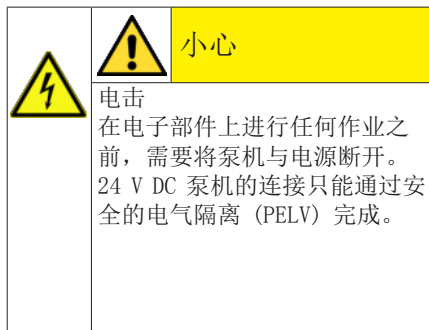 小心
电击
在电子部件上进行任何作业之
前，需要将泵机与电源断开。
24 V DC 泵机的连接只能通过安
全的电气隔离 (PELV) 完成。